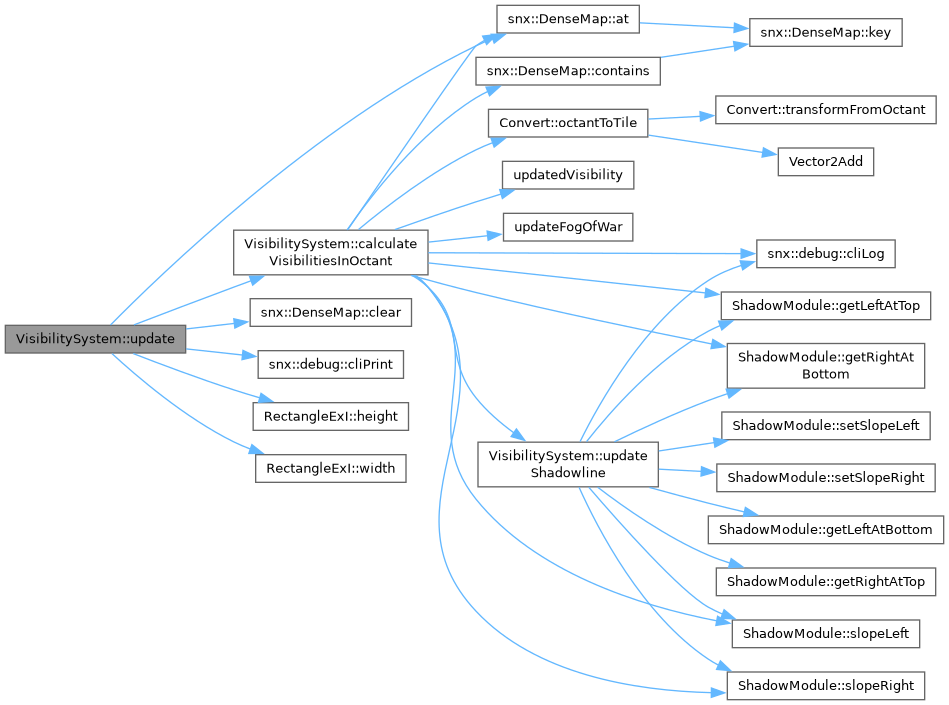 snx::DenseMap::at
snx::DenseMap::key
snx::DenseMap::contains
Convert::transformFromOctant
Convert::octantToTile
Vector2Add
updatedVisibility
updateFogOfWar
VisibilitySystem::calculate
VisibilitiesInOctant
snx::debug::cliLog
ShadowModule::getLeftAtTop
snx::DenseMap::clear
VisibilitySystem::update
snx::debug::cliPrint
ShadowModule::getRightAt
Bottom
RectangleExI::height
ShadowModule::setSlopeLeft
VisibilitySystem::update
Shadowline
RectangleExI::width
ShadowModule::setSlopeRight
ShadowModule::getLeftAtBottom
ShadowModule::getRightAtTop
ShadowModule::slopeLeft
ShadowModule::slopeRight